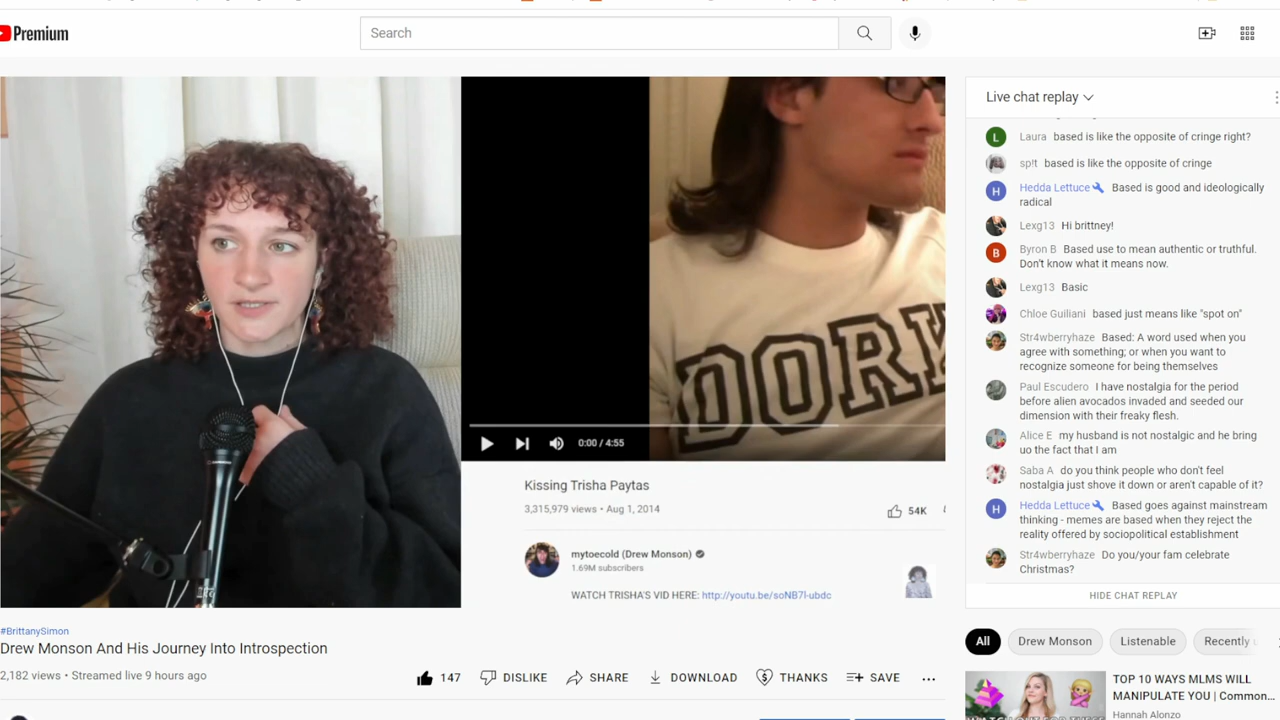 Premium
Search
DORK
0:00 / 4:55
Kissing Trisha Paytas
3,315,979 views • Aug 1, 2014
54K
mytoecold (Drew Monson)
1.69M subscribers
WATCH TRISHA'S VID HERE: http://youtu.be/soNB7l-ubdc
#BrittanySimon
Drew Monson And His Journey Into Introspection
2,182 views • Streamed live 9 hours ago
147
DISLIKE
SHARE
DOWNLOAD
THANKS
SAVE
Live chat replay
L
Laura based is like the opposite of cringe right?
sp!t based is like the opposite of cringe
H
Hedda Lettuce Based is good and ideologically
radical
Lexg13 Hi brittney!
B
Byron B Based use to mean authentic or truthful.
Don't know what it means now.
Lexg13 Basic
Chloe Guiliani based just means like "spot on"
Str4wberryhaze Based: A word used when you
agree with something; or when you want to
recognize someone for being themselves
Paul Escudero I have nostalgia for the period
before alien avocados invaded and seeded our
dimension with their freaky flesh.
Alice E my husband is not nostalgic and he bring
uo the fact that I am
Saba A do you think people who don't feel
nostalgia just shove it down or aren't capable of it?
H
Hedda Lettuce Based goes against mainstream
thinking - memes are based when they reject the
reality offered by sociopolitical establishment
Str4wberryhaze Do you/your fam celebrate
Christmas?
HIDE CHAT REPLAY
All
Drew Monson
Listenable
Recently
TOP 10 WAYS MLMS WILL
MANIPULATE YOU | Common...
Hannah Alonzo